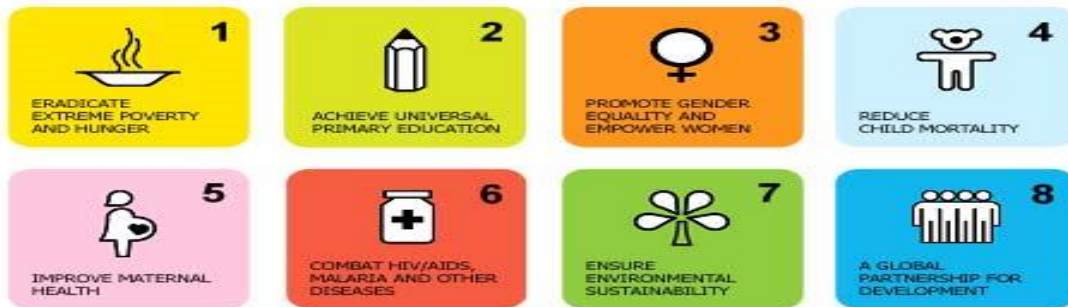 1
ERADICATE
EXTREME POVERTY
AND HUNGER
2
ACHIEVE UNIVERSAL
PRIMARY EDUCATION
3
PROMOTE GENDER
EQUALITY AND
EMPOWER WOMEN
4
REDUCE
CHILD MORTALITY
5
IMPROVE MATERNAL
HEALTH
6
COMBAT HIV/AIDS,
MALARIA AND OTHER
DISEASES
7
ENSURE
ENVIRONMENTAL
SUSTAINABILITY
8
A GLOBAL
PARTNERSHIP FOR
DEVELOPMENT